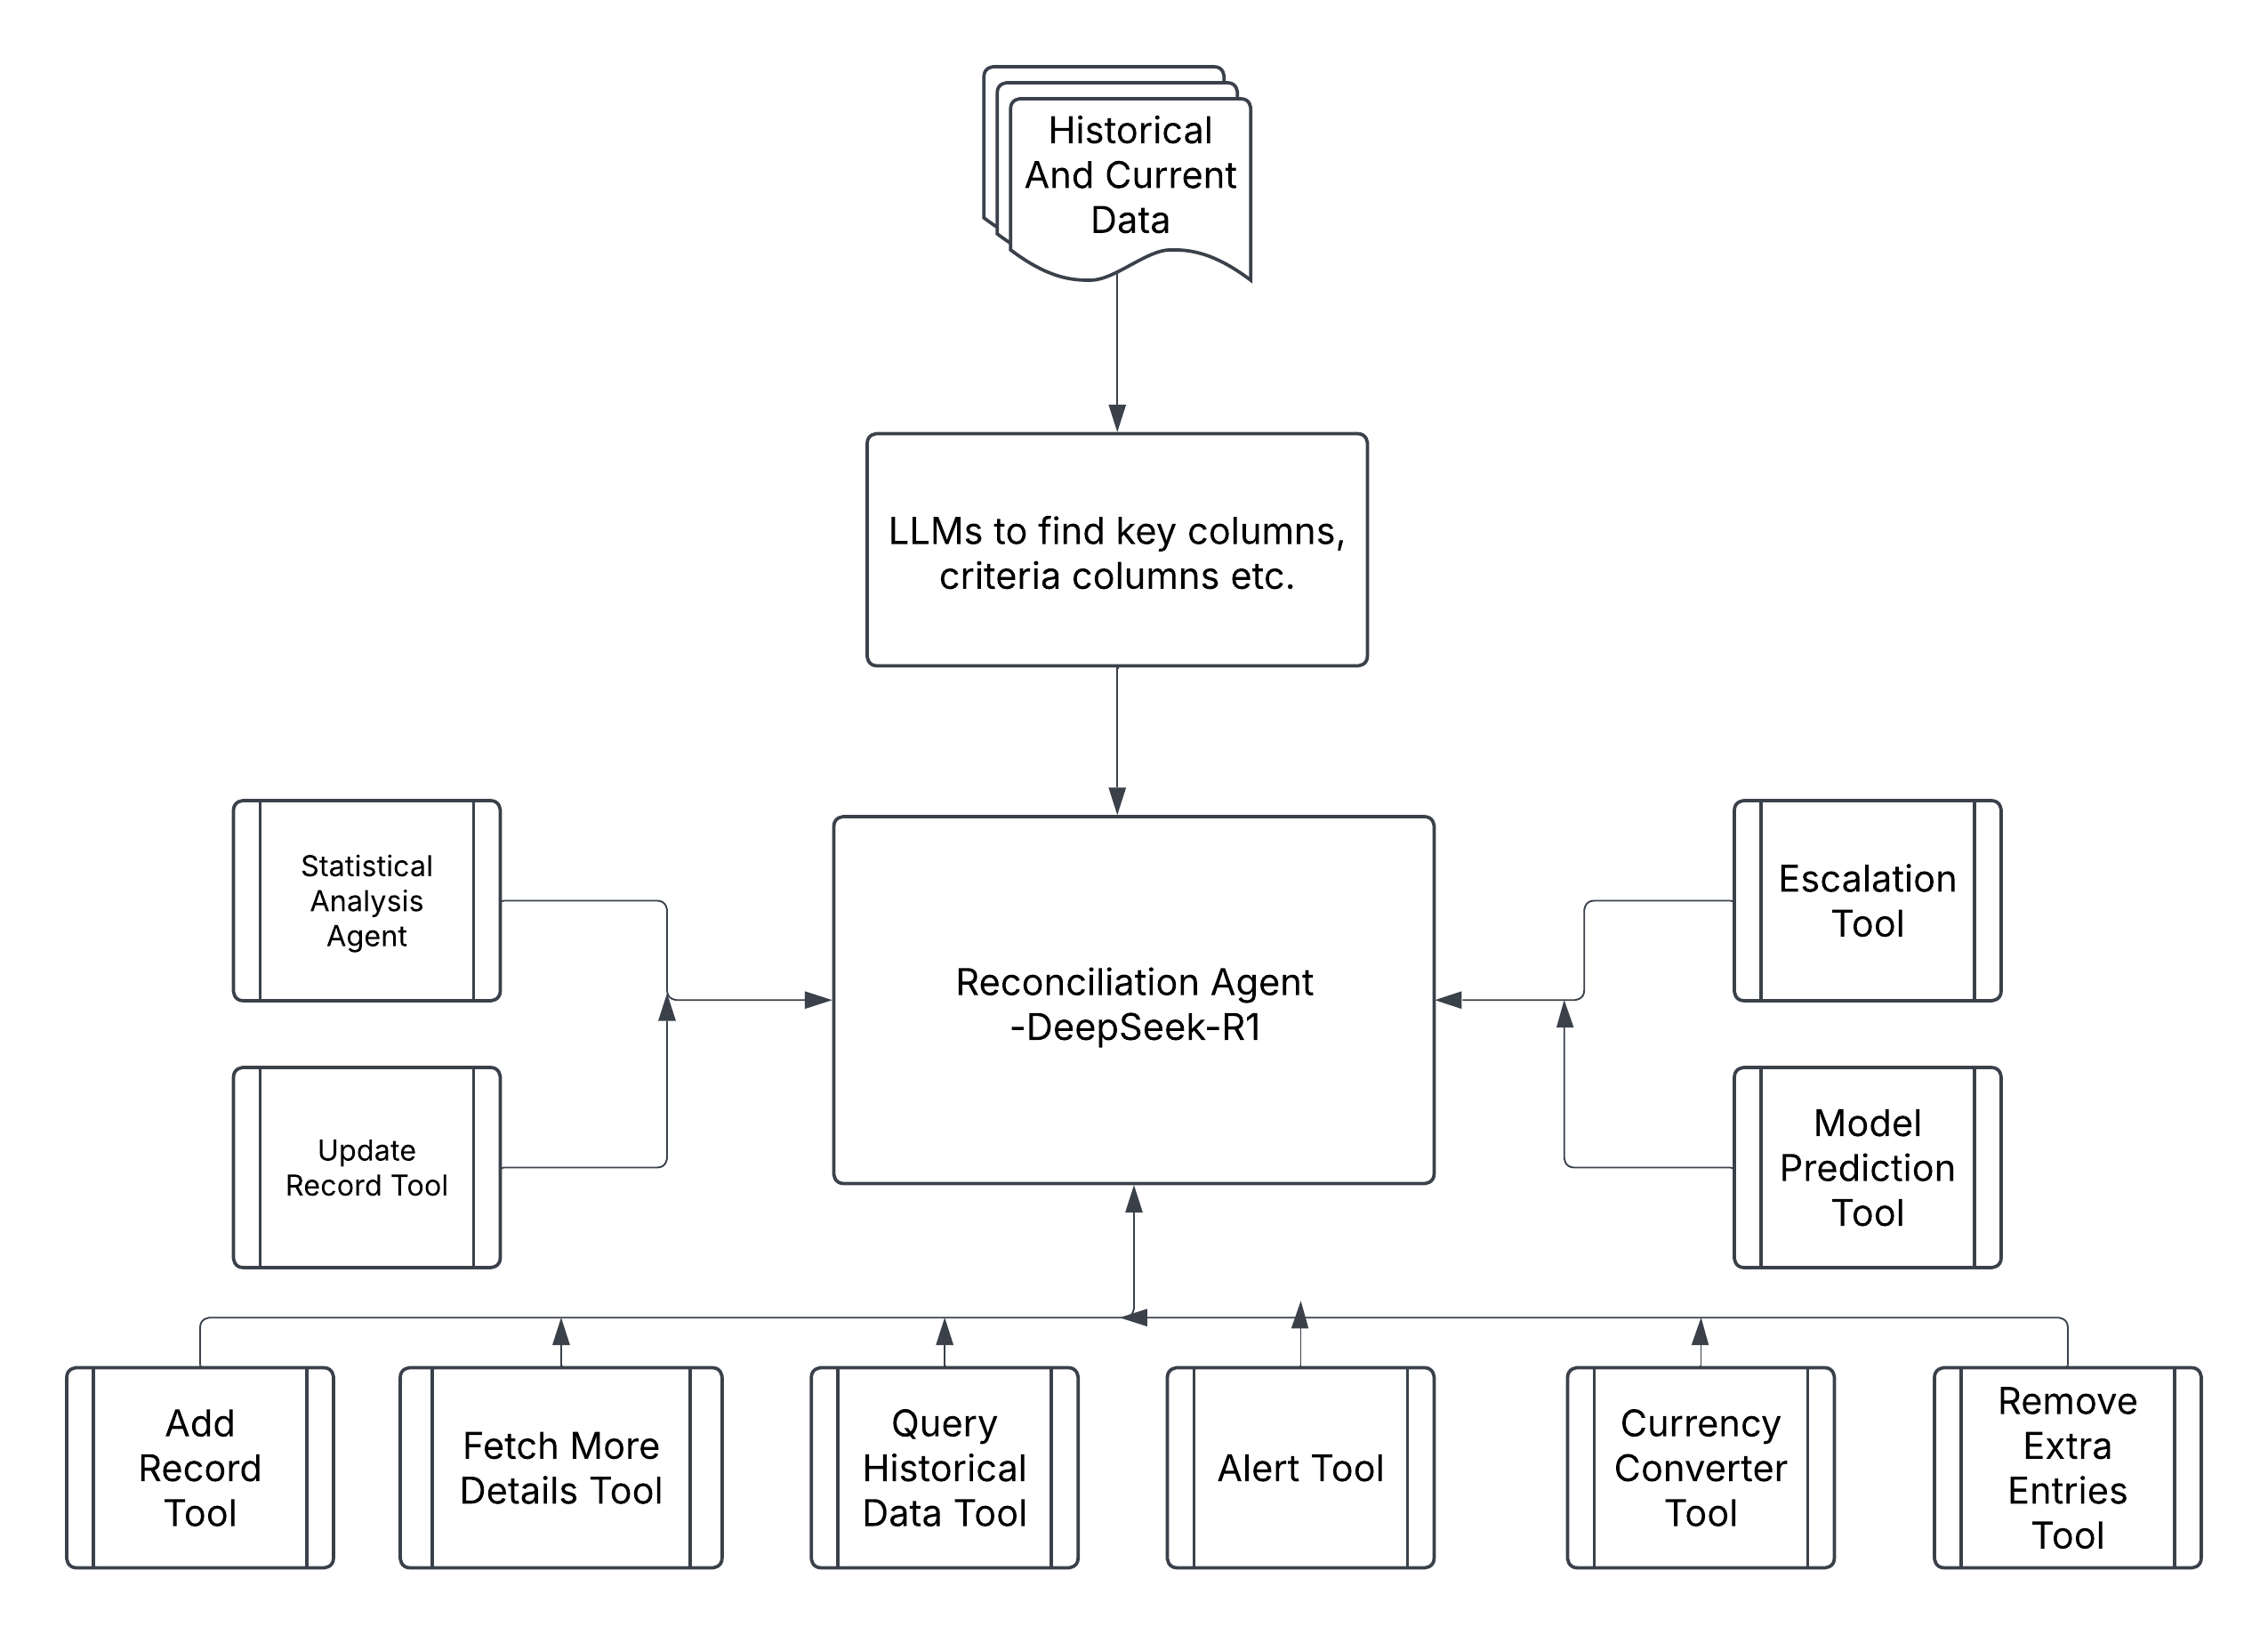 Historical
And Current
Data
LLMs to find key columns,
criteria columns etc.
Statistical
Analysis
Agent
Escalation
Tool
Reconciliation Agent
-DeepSeek-R1
Update
Record Tool
Model
Prediction
Tool
Add
Record
Tool
Fetch More
Details Tool
Query
Historical
Data Tool
Alert Tool
Currency
Converter
Tool
Remove
Extra
Entries
Tool